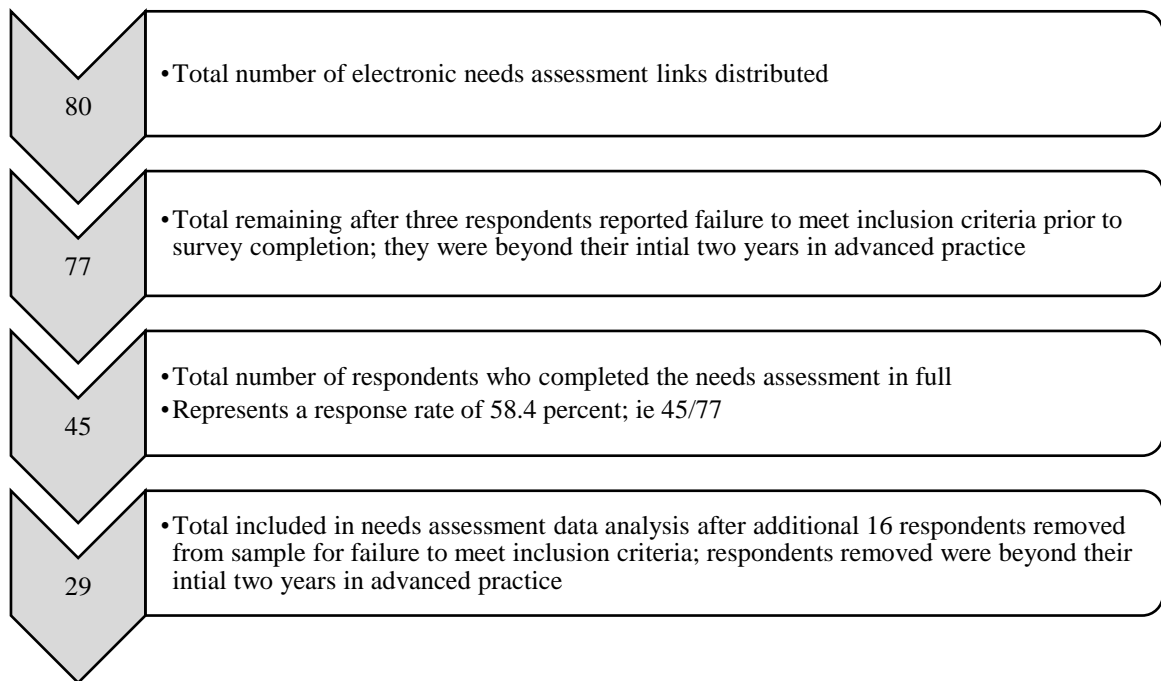 80
•Total number of electronic needs assessment links distributed
77
•Total remaining after three respondents reported failure to meet inclusion criteria prior to
survey completion; they were beyond their intial two years in advanced practice
45
•Total number of respondents who completed the needs assessment in full
•Represents a response rate of 58.4 percent; ie 45/77
29
•Total included in needs assessment data analysis after additional 16 respondents removed
from sample for failure to meet inclusion criteria; respondents removed were beyond their
intial two years in advanced practice